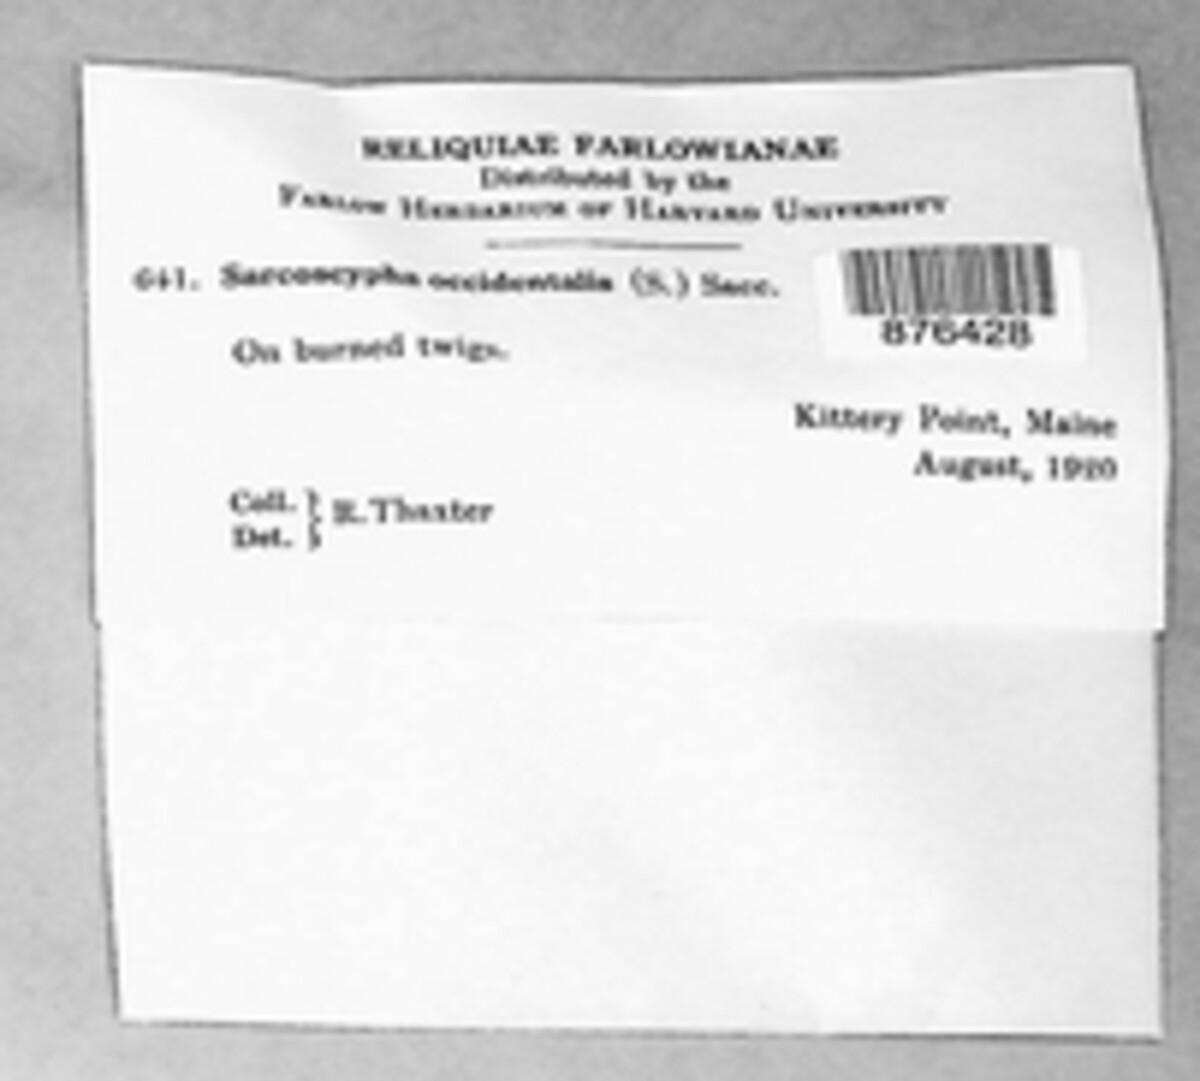 RELIQUIAE FARLOWIANAE
Distributed by the
FARLOW HERBARIUM OF HARVARD UNIVERSITY
641. Sarcoscypha occidentalis (S.) Sacc.
876428
On burned twigs.
Kittery Point, Maine
August, 1920
Coll. } R. Thaxter
Det.